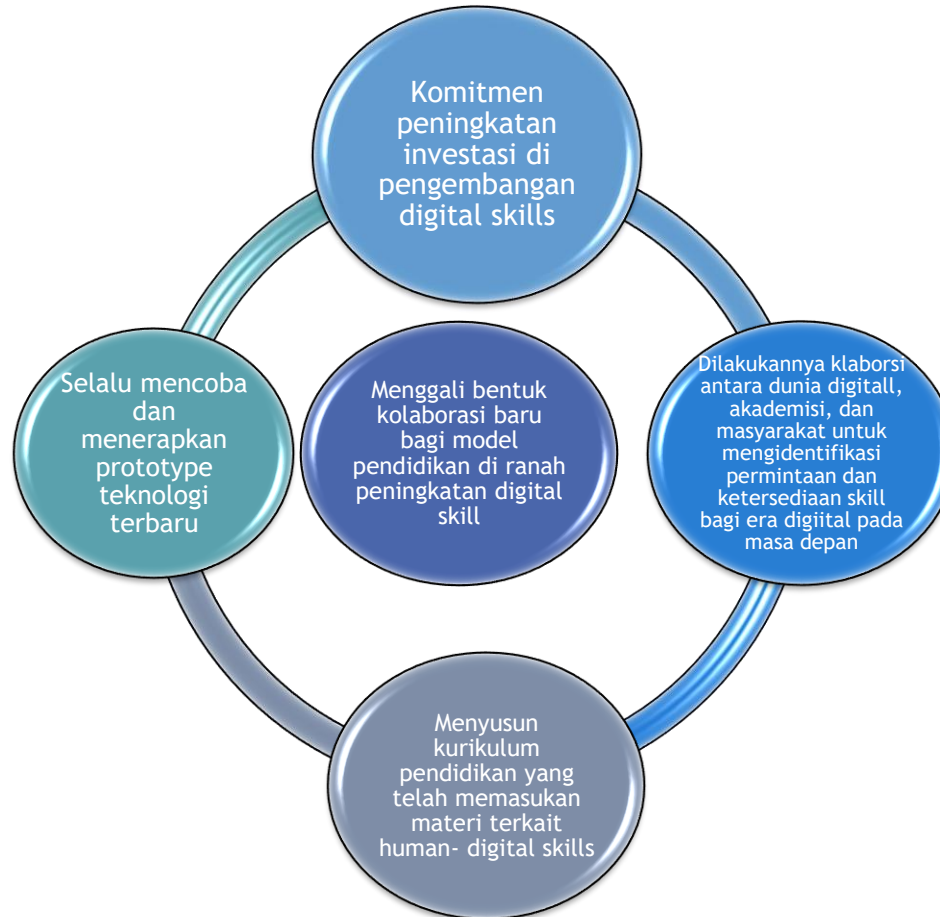 Komitmen
peningkatan
investasi di
pengembangan
digital skills
Selalu mencoba
dan
menerapkan
prototype
teknologi
terbaru
Menggali bentuk
kolaborasi baru
bagi model
pendidikan di ranah
peningkatan digital
skill
Dilakukannya klaborsi
antara dunia digitall,
akademisi, dan
masyarakat untuk
mengidentifikasi
permintaan dan
ketersediaan skill
bagi era digiital pada
masa depan
Menyusun
kurikulum
pendidikan yang
telah memasukan
materi terkait
human- digital skills